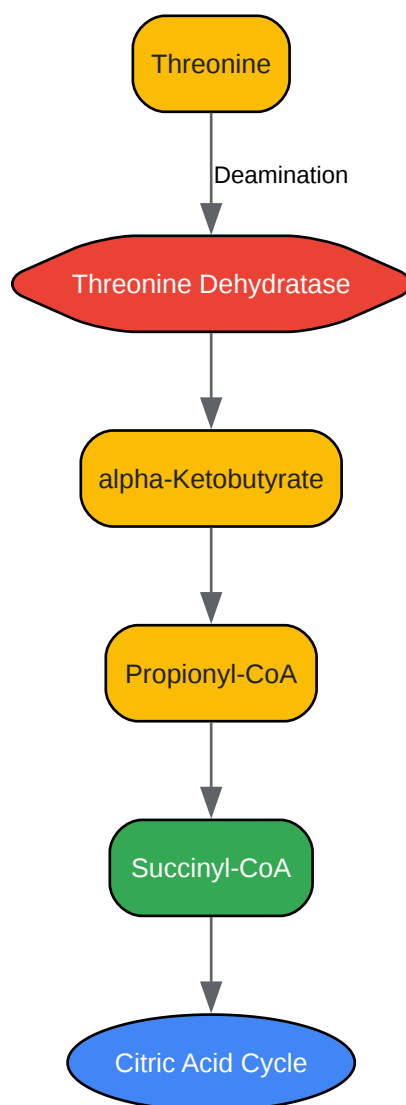 Threonine
Deamination
Threonine Dehydratase
alpha-Ketobutyrate
Propionyl-CoA
Succinyl-CoA
Citric Acid Cycle